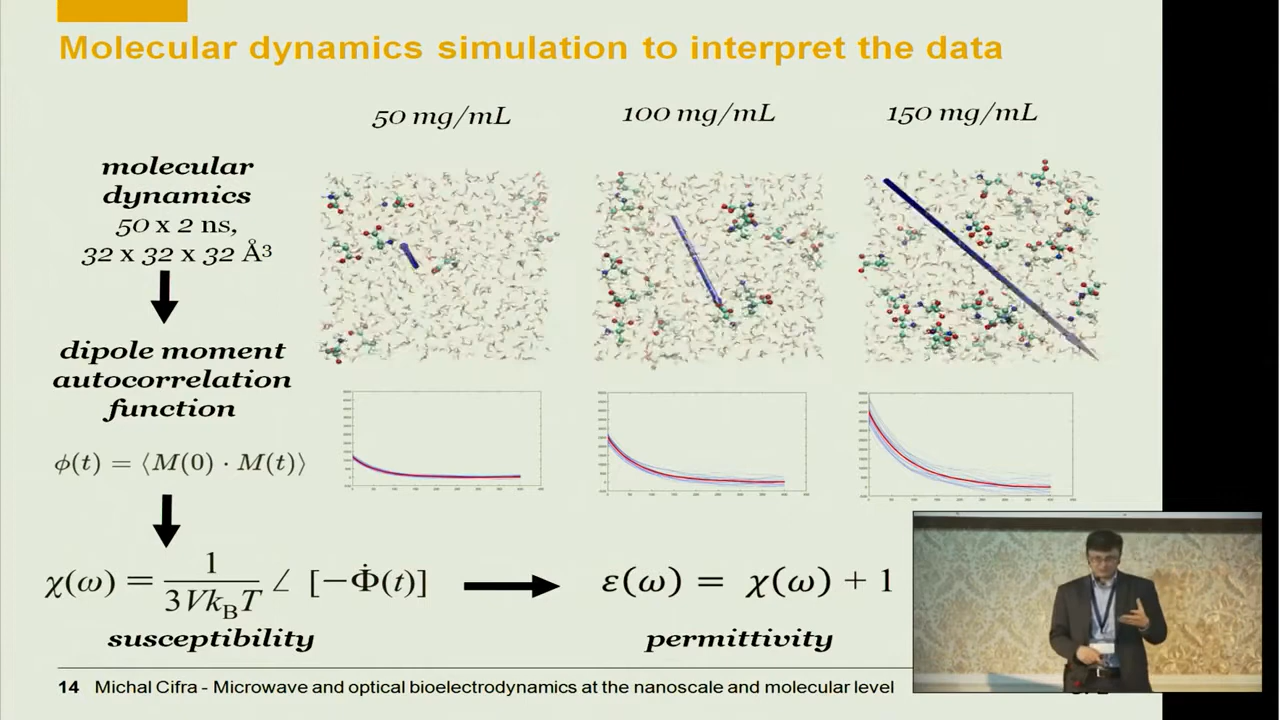 Molecular dynamics simulation to interpret the data
50 mg/mL
100 mg/mL
150 mg/mL
molecular
dynamics
50 x 2 ns,
32 x 32 x 32 Å³
dipole moment
autocorrelation
function
ϕ(t) = ⟨M(0) · M(t)⟩
χ(ω) = 1 / 3Vk_BT ∠ [−Φ̇(t)]
ε(ω) = χ(ω) + 1
susceptibility
permittivity
14 Michal Cifra - Microwave and optical bioelectrodynamics at the nanoscale and molecular level